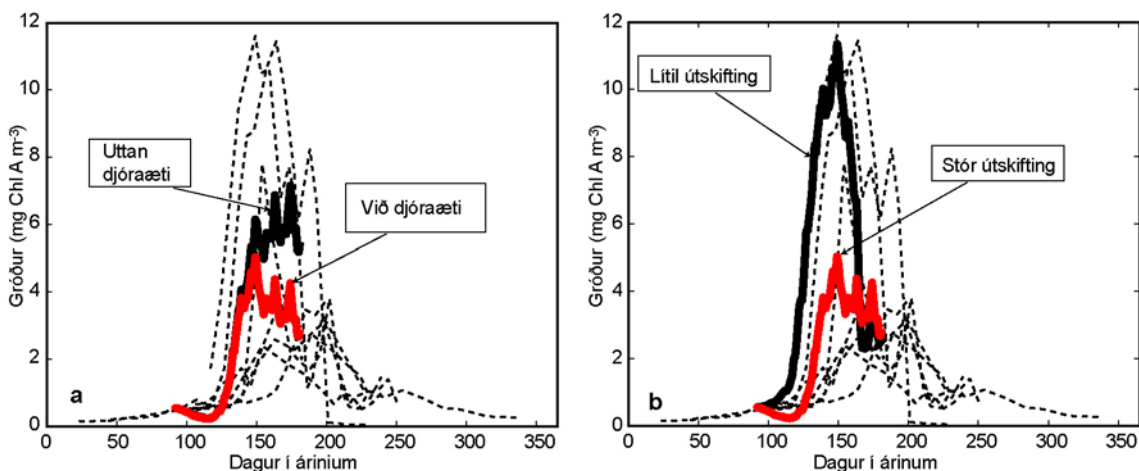 12
10
8
6
4
2
0
Gróður (mg Chl A m-3)
Uttan
djóraæti
Við djóraæti
a
0 50 100 150 200 250 300 350
Dagur í árinium
12
10
8
6
4
2
0
Gróður (mg Chl A m-3)
Lítil útskifting
Stór útskifting
b
0 50 100 150 200 250 300 350
Dagur í árinium